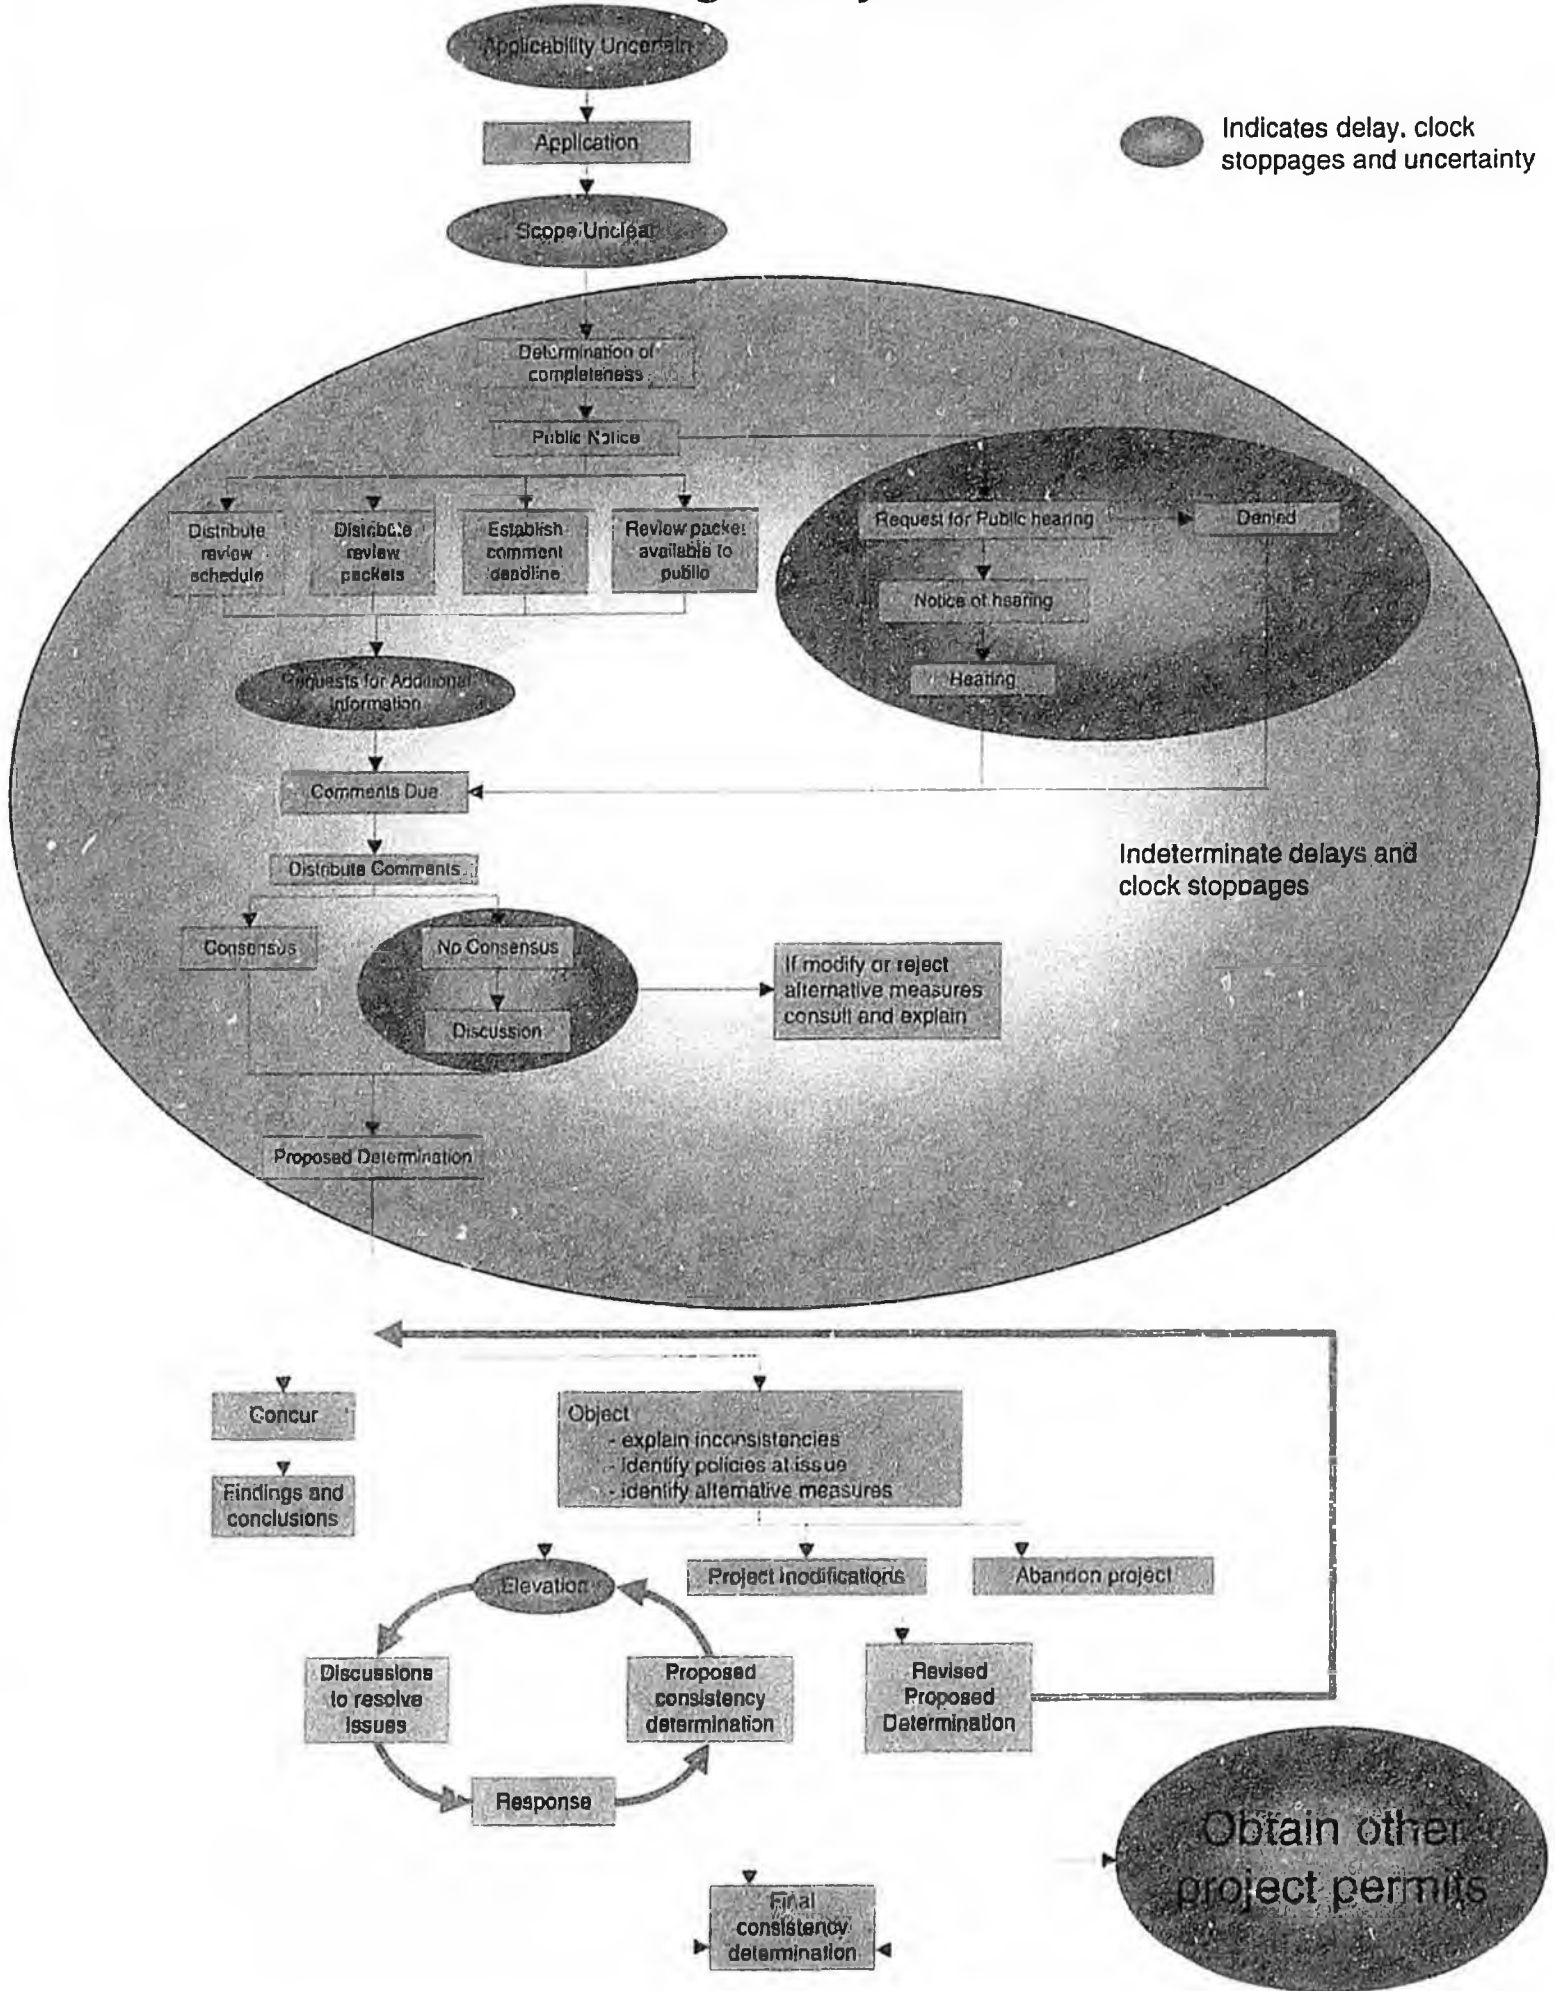 Applicability Uncertain
Application
Indicates delay, clock
stoppages and uncertainty
Scope Unclear
Determination of
completeness
Public Notice
Distribute
review
schedule
Distribute
review
packets
Establish
comment
deadline
Review packet
available to
public
Request for Public hearing
Denied
Notice of hearing
Hearing
Requests for Additional
Information
Comments Due
Distribute Comments
Indeterminate delays and
clock stoppages
Consensus
No Consensus
Discussion
If modify or reject
alternative measures
consult and explain
Proposed Determination
Concur
Findings and
conclusions
Object
- explain inconsistencies
- identify policies at issue
- identify alternative measures
Elevation
Project modifications
Abandon project
Discussions
to resolve
issues
Proposed
consistency
determination
Revised
Proposed
Determination
Response
Obtain other
project permits
Final
consistency
determination